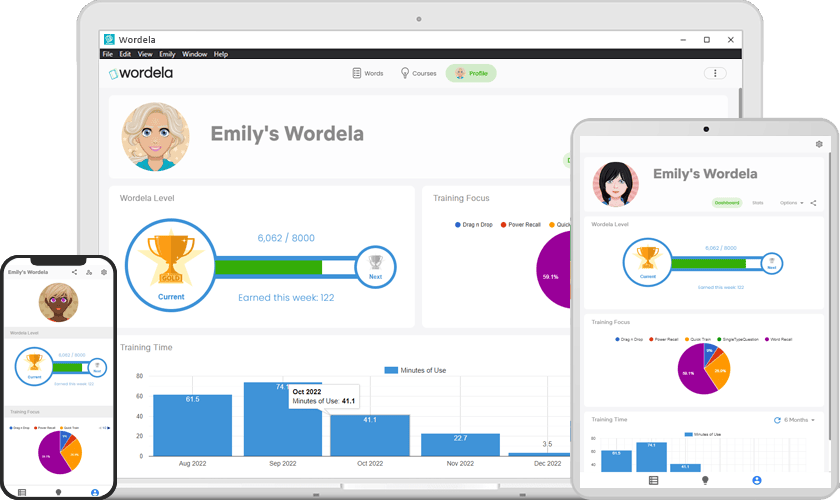 Wordela
File Edit View Emily Window Help
wordela
Words Courses Profile
Emily's Wordela
Wordela Level
6,062 / 8000
GOLD
Current
Next
Earned this week: 122
Training Focus
Drag n Drop Power Recall Quick
59.1%
Training Time
Minutes of Use
80
60
40
20
0
61.5
74.1
41.1
22.7
3.5
Oct 2022
Minutes of Use: 41.1
Aug 2022 Sep 2022 Oct 2022 Nov 2022 Dec 2022
Emily's Wordela
Dashboard Stats Options
Wordela Level
6,062 / 8000
Current
Next
Earned this week: 122
Training Focus
Drag n Drop Power Recall Quick Train SingleTypeQuestion Word Recall
9%
59.1%
Training Time
6 Months
Minutes of Use
80
60
40
20
61.5
74.1
41.1
Emily's Wordela
Wordela Level
6,062 / 8000
Current
Next
Earned this week: 122
Training Focus
Drag n Drop Power Recall Quick Train
59.1%